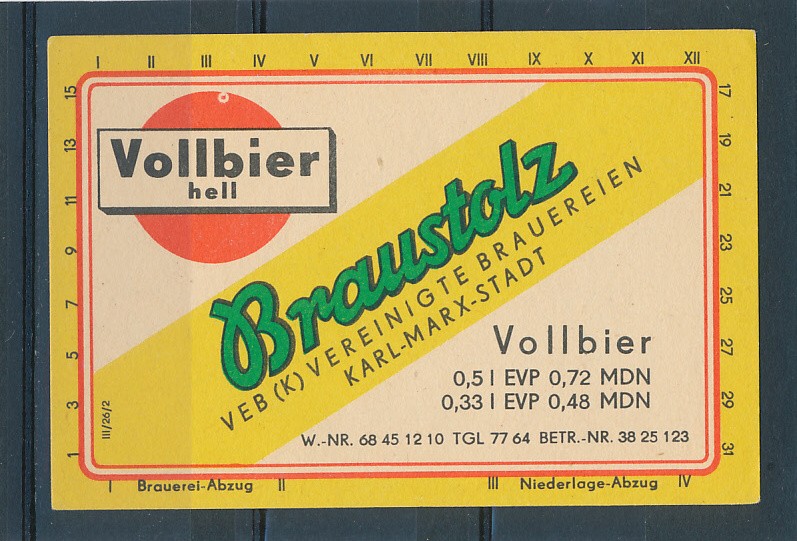 I II III IV V VI VII VIII IX X XI XII
15
13
11
9
7
5
3
1
17
19
21
23
25
27
29
31
Vollbier
hell
Braustolz
VEB (K) VEREINIGTE BRAUEREIEN
KARL-MARX-STADT
Vollbier
0,5 l EVP 0,72 MDN
0,33 l EVP 0,48 MDN
W.-NR. 68 45 12 10 TGL 77 64 BETR.-NR. 38 25 123
III/26/2
I Brauerei-Abzug II III Niederlage-Abzug IV